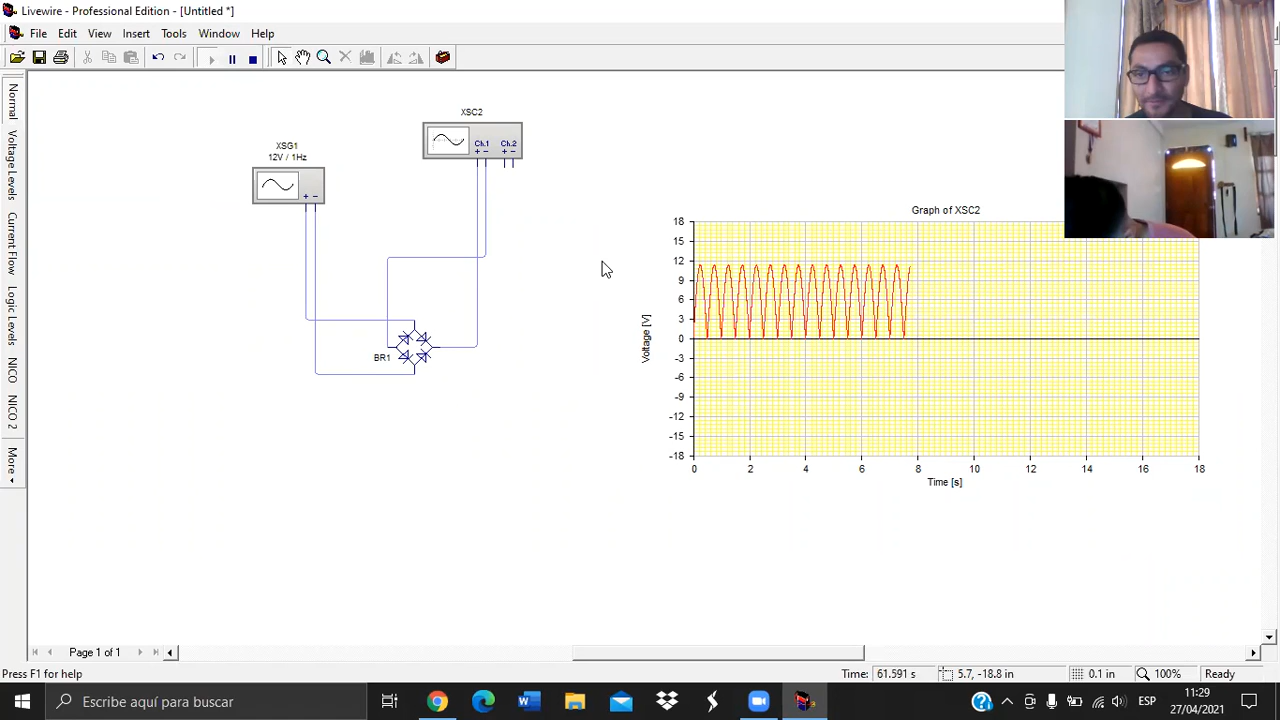 Livewire - Professional Edition - [Untitled *]
File Edit View Insert Tools Window Help
Normal
Voltage Levels
Current Flow
Logic Levels
NICO
NICO 2
More
XSG1
12V / 1Hz
+ -
XSC2
Ch.1 Ch.2
+ - + -
BR1
Graph of XSC2
18
15
12
9
6
3
0
-3
-6
-9
-12
-15
-18
Voltage [V]
0 2 4 6 8 10 12 14 16 18
Time [s]
Page 1 of 1
Press F1 for help
Time: 61.591 s 5.7, -18.8 in 0.1 in 100% Ready
Escribe aquí para buscar
ESP
11:29
27/04/2021